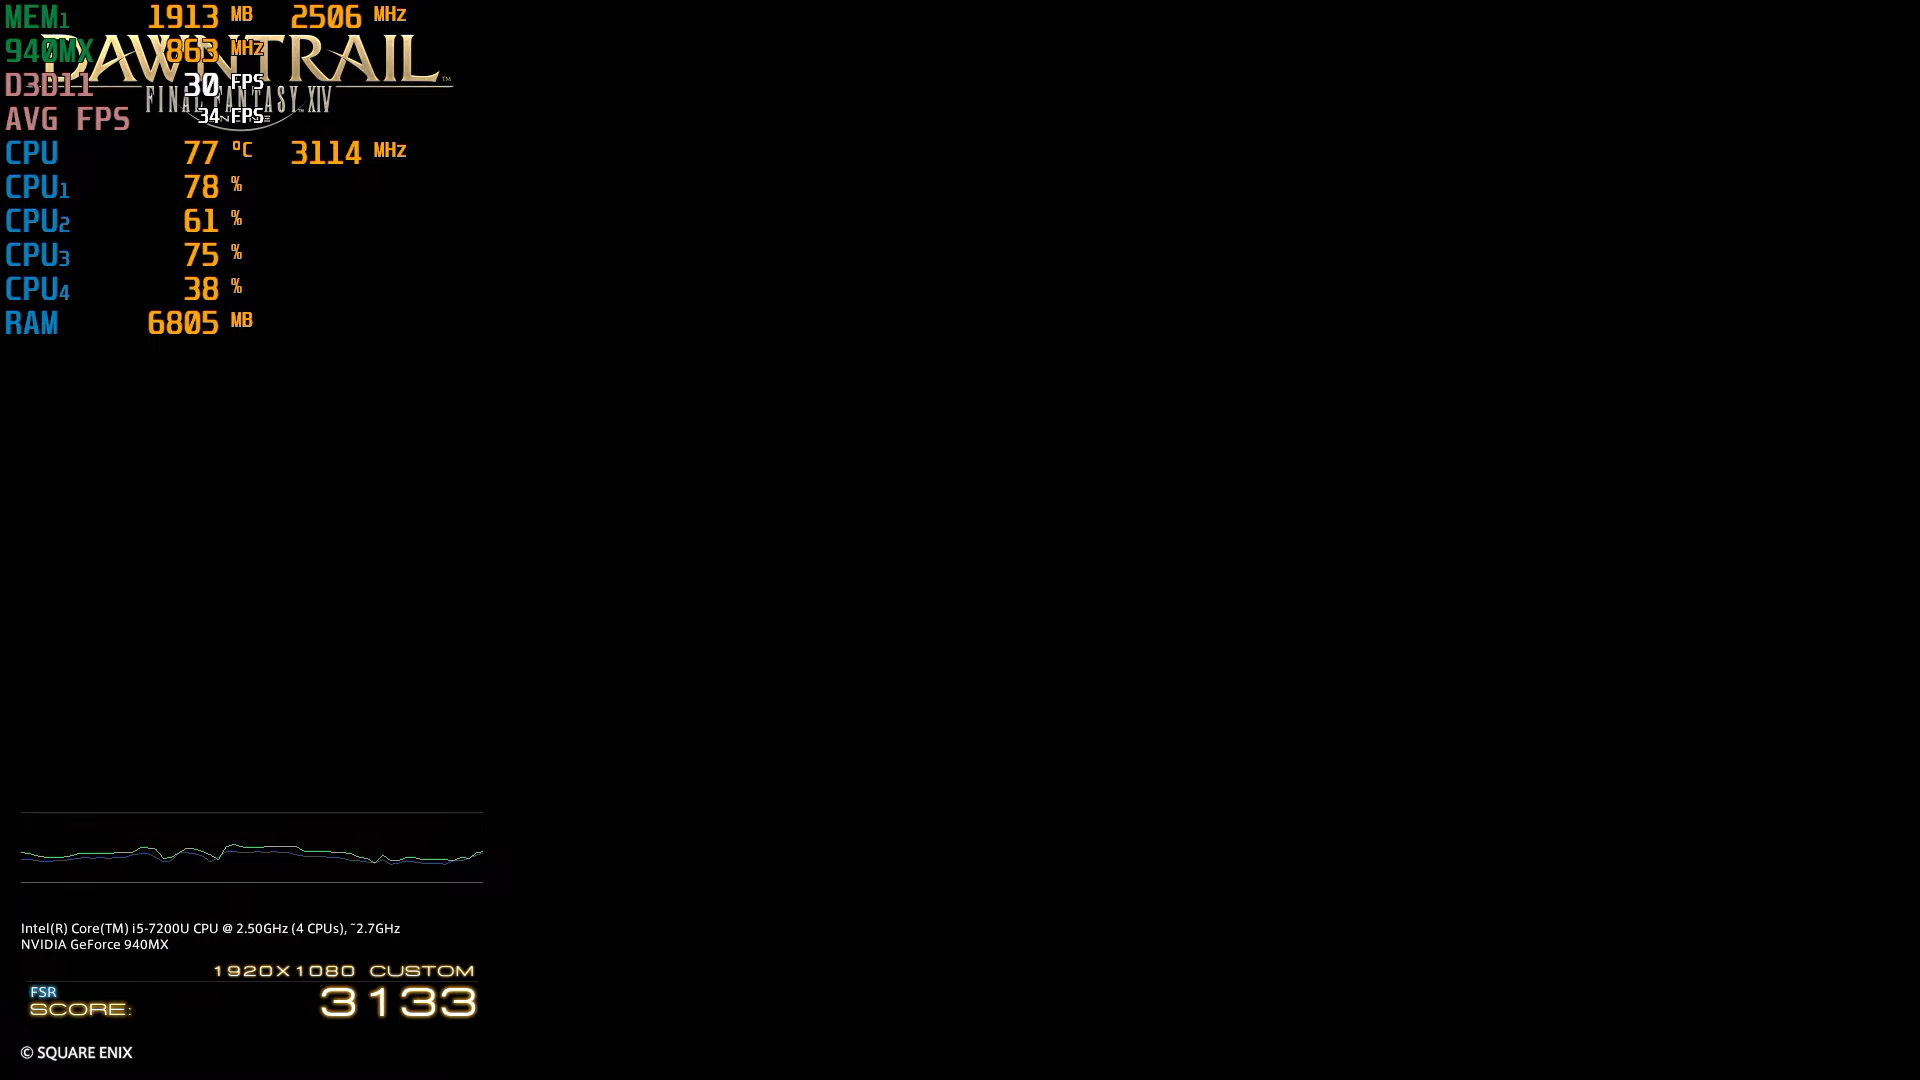 MEM1 1913 MB 2506 MHz
940MX 863 MHz
DAWNTRAIL™
D3D11 30 FPS
FINAL FANTASY XIV
AVG FPS 34 FPS
CPU 77 °C 3114 MHz
CPU1 78 %
CPU2 61 %
CPU3 75 %
CPU4 38 %
RAM 6805 MB
Intel(R) Core(TM) i5-7200U CPU @ 2.50GHz (4 CPUs), ~2.7GHz
NVIDIA GeForce 940MX
1920X1080 CUSTOM
FSR
SCORE: 3133
© SQUARE ENIX